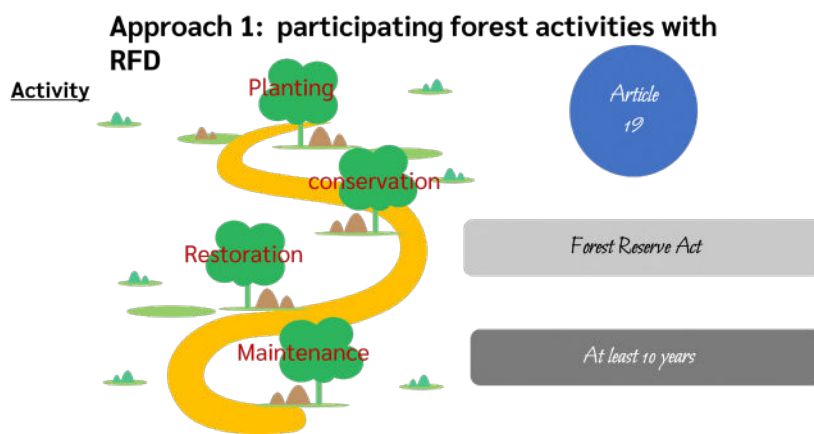 Approach 1: participating forest activities with
RFD
Activity
Planting
conservation
Restoration
Maintenance
Article
19
Forest Reserve Act
At least 10 years